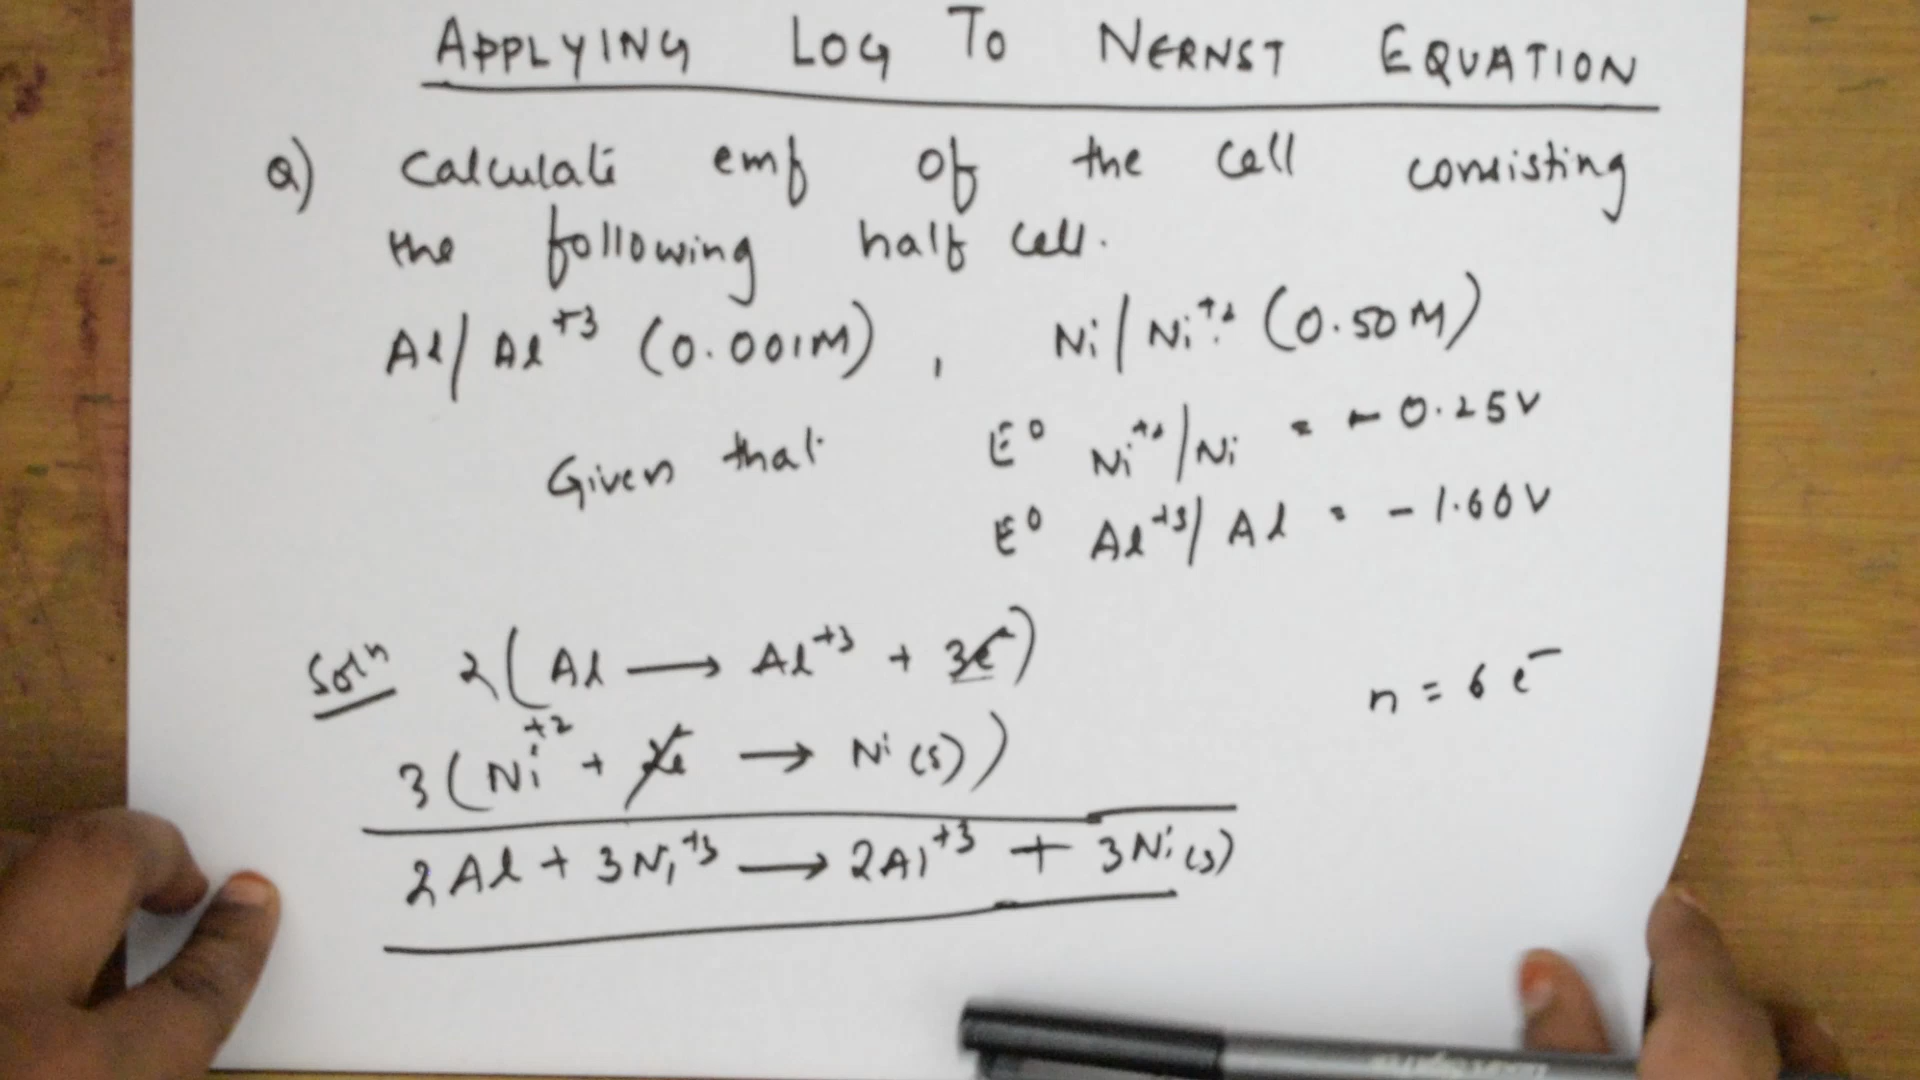 APPLYING LOG TO NERNST EQUATION
Q) Calculate emf of the cell consisting
the following half cell.
Al/Al⁺³ (0.001M) , Ni/Ni⁺² (0.50M)
Given that E⁰ Ni⁺²/Ni = -0.25V
E⁰ Al⁺³/Al = -1.60V
Solⁿ 2(Al → Al⁺³ + 3e⁻) n = 6e⁻
3(Ni⁺² + 2e → Ni(s))
2Al + 3Ni⁺³ → 2Al⁺³ + 3Ni(s)